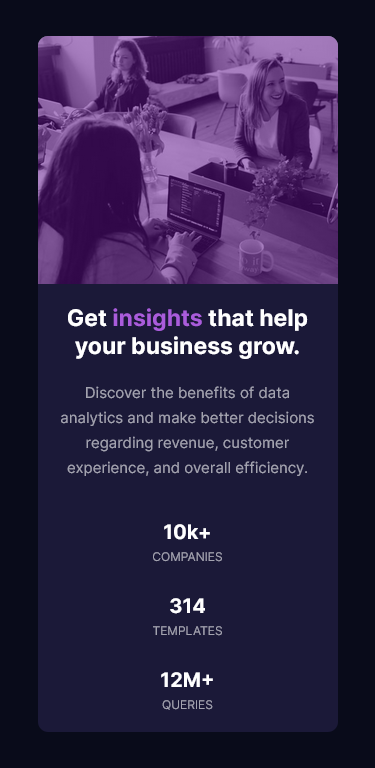 Get insights that help
your business grow.
Discover the benefits of data
analytics and make better decisions
regarding revenue, customer
experience, and overall efficiency.
10k+
COMPANIES
314
TEMPLATES
12M+
QUERIES